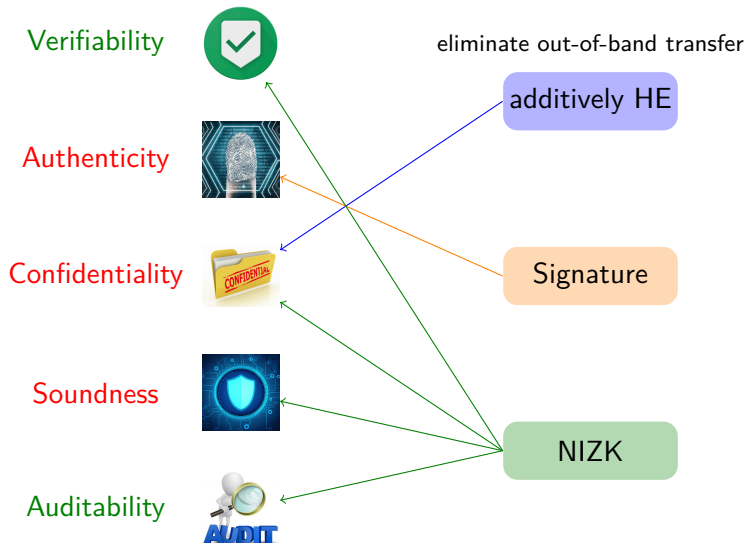 Verifiability
eliminate out-of-band transfer
additively HE
Authenticity
Confidentiality
CONFIDENTIAL
Signature
Soundness
NIZK
Auditability
AUDIT